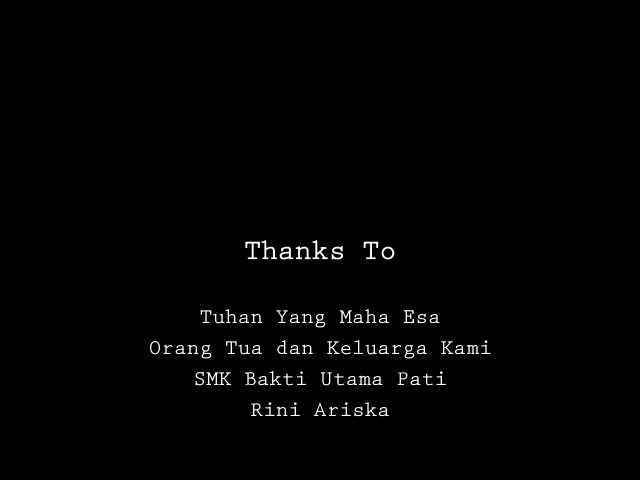 Thanks To
Tuhan Yang Maha Esa
Orang Tua dan Keluarga Kami
SMK Bakti Utama Pati
Rini Ariska